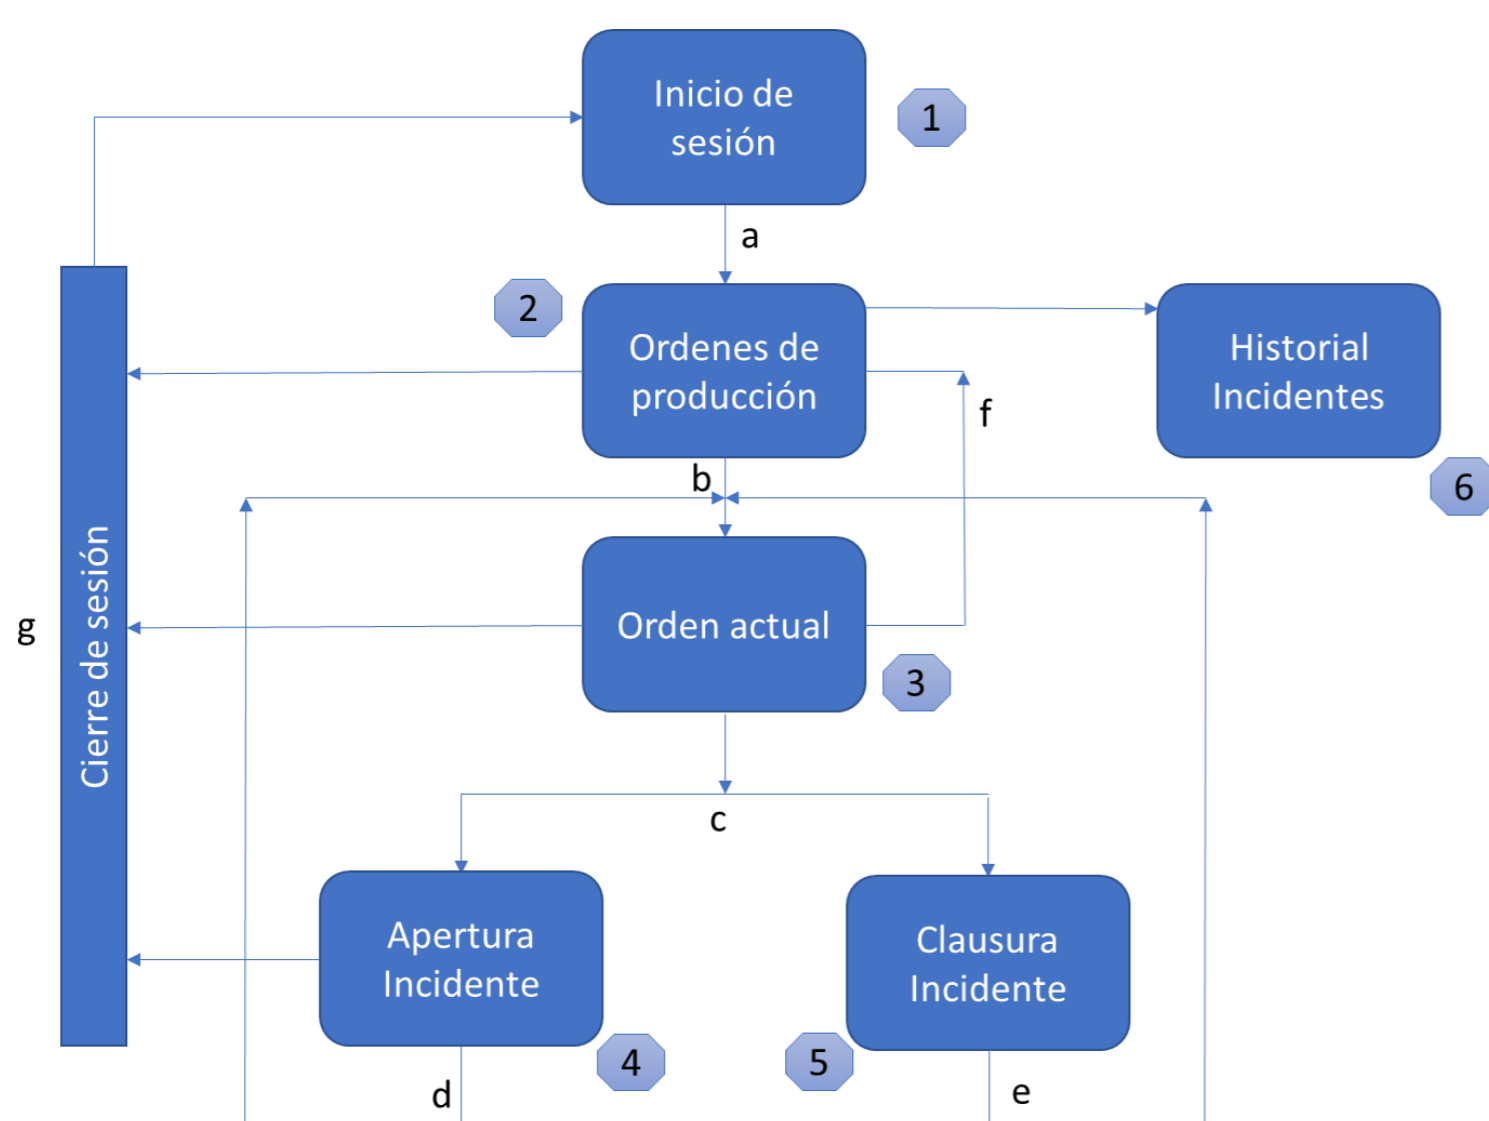 Inicio de
sesión
1
a
2
Ordenes de
producción
Historial
Incidentes
f
b
6
Cierre de sesión
g
Orden actual
3
c
Apertura
Incidente
Clausura
Incidente
4
5
d
e